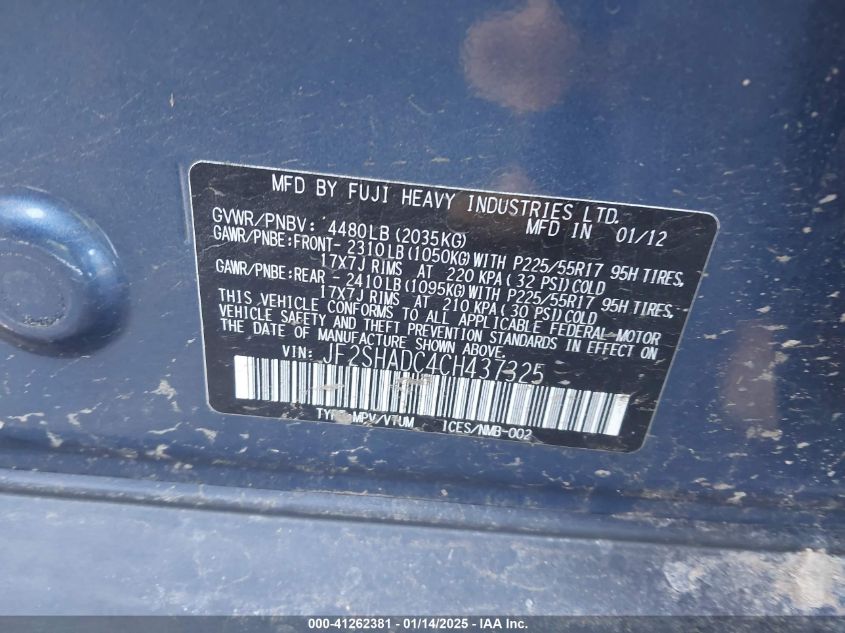 MFD BY FUJI HEAVY INDUSTRIES LTD.
MFD IN 01/12
GVWR/PNBV: 4480LB (2035KG)
GAWR/PNBE:FRONT- 2310LB(1050KG)WITH P225/55R17 95H TIRES,
17X7J RIMS AT 220 KPA(32 PSI)COLD
GAWR/PNBE:REAR -2410LB(1095KG)WITH P225/55R17 95H TIRES,
17X7J RIMS AT 210 KPA(30 PSI)COLD
THIS VEHICLE CONFORMS TO ALL APPLICABLE FEDERAL MOTOR
VEHICLE SAFETY AND THEFT PREVENTION STANDARDS IN EFFECT ON
THE DATE OF MANUFACTURE SHOWN ABOVE.
VIN: JF2SHADC4CH437325
TYPE:MPV/VTUM ICES/NMB-002
000-41262381 - 01/14/2025 - IAA Inc.